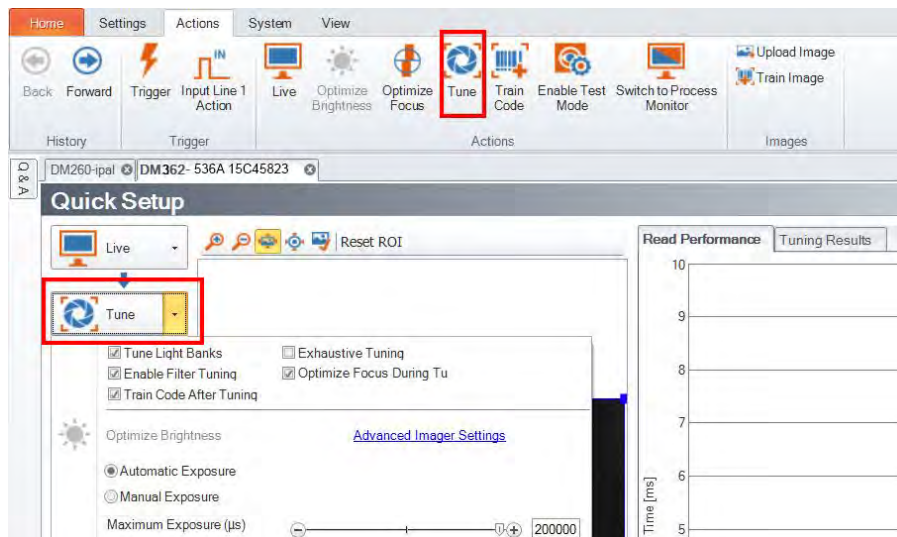 Home Settings Actions System View
IN
Back Forward Trigger Input Line 1 Action Live Optimize Brightness Optimize Focus Tune Train Code Enable Test Mode Switch to Process Monitor Upload Image
Train Image
History Trigger Actions Images
Q & A
DM260-ipal DM362- 536A 15C45823
Quick Setup
Live Reset ROI Read Performance Tuning Results
Tune
Tune Light Banks Exhaustive Tuning
Enable Filter Tuning Optimize Focus During Tu
Train Code After Tuning
Optimize Brightness Advanced Imager Settings
Automatic Exposure
Manual Exposure
Maximum Exposure (µs) 200000
10
9
8
7
6
5
Time [ms]